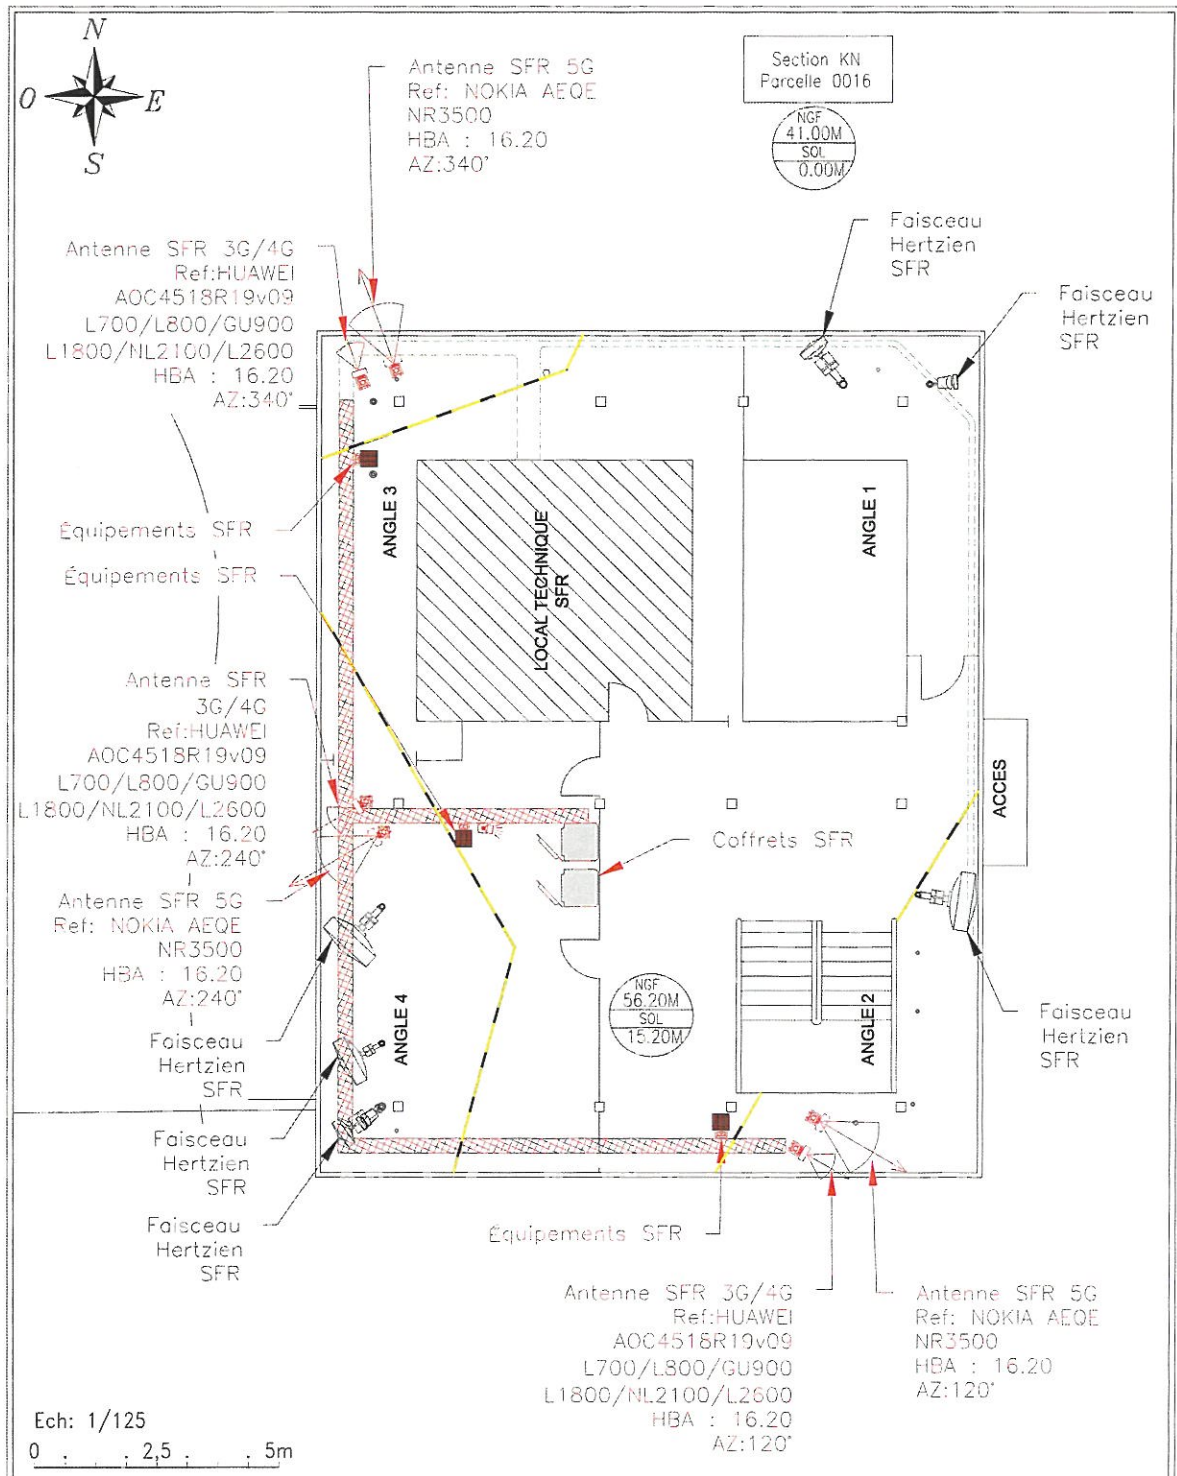 N
O
E
S
Antenne SFR 5G
Ref: NOKIA AEQE
NR3500
HBA : 16.20
AZ:340°
Section KN
Parcelle 0016
NGF
41.00M
SOL
0.00M
Faisceau
Hertzien
SFR
Faisceau
Hertzien
SFR
Antenne SFR 3G/4G
Ref:HUAWEI
AOC4518R19v09
L700/L800/GU900
L1800/NL2100/L2600
HBA : 16.20
AZ:340°
Équipements SFR
Équipements SFR
ANGLE 3
LOCAL TECHNIQUE
SFR
ANGLE 1
Antenne SFR
3G/4G
Ref:HUAWEI
AOC4518R19v09
L700/L800/GU900
L1800/NL2100/L2600
HBA : 16.20
AZ:240°
ACCES
Coffrets SFR
Antenne SFR 5G
Ref: NOKIA AEQE
NR3500
HBA : 16.20
AZ:240°
NGF
56.20M
SOL
15.20M
ANGLE 4
ANGLE 2
Faisceau
Hertzien
SFR
Faisceau
Hertzien
SFR
Faisceau
Hertzien
SFR
Faisceau
Hertzien
SFR
Équipements SFR
Antenne SFR 3G/4G
Ref:HUAWEI
AOC4518R19v09
L700/L800/GU900
L1800/NL2100/L2600
HBA : 16.20
AZ:120°
Antenne SFR 5G
Ref: NOKIA AEQE
NR3500
HBA : 16.20
AZ:120°
Ech: 1/125
0 2,5 5m